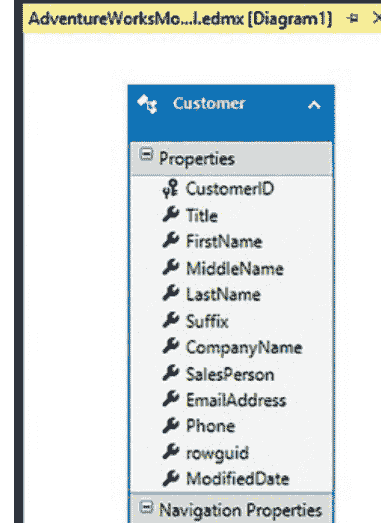 AdventureWorksMo...l.edmx [Diagram1]
Customer
Properties
CustomerID
Title
FirstName
MiddleName
LastName
Suffix
CompanyName
SalesPerson
EmailAddress
Phone
rowguid
ModifiedDate
Navigation Properties